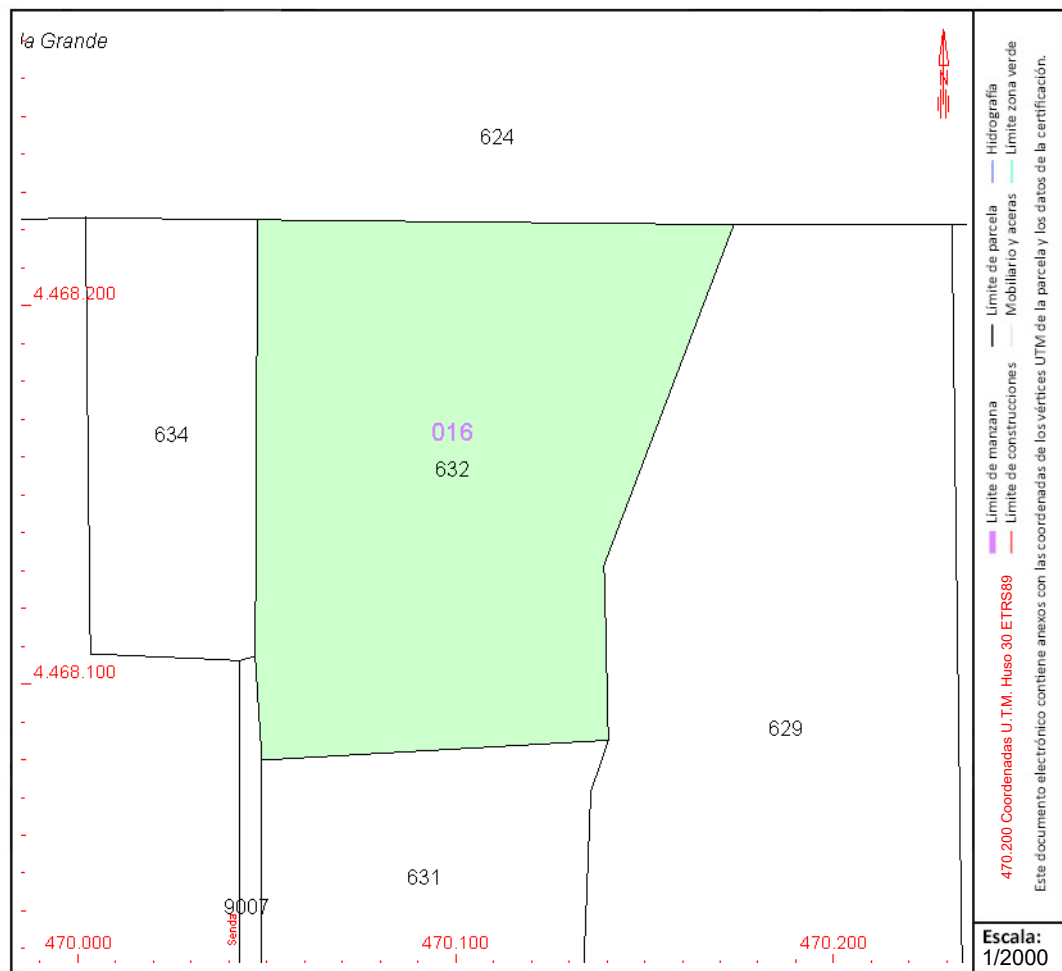 la Grande
624
4.468.200
634
016
632
4.468.100
629
631
9007
Senda
470.000
470.100
470.200
N
Límite de manzana
Límite de parcela
Hidrografía
Límite de construcciones
Mobiliario y aceras
Límite zona verde
470.200 Coordenadas U.T.M. Huso 30 ETRS89
Este documento electrónico contiene anexos con las coordenadas de los vértices UTM de la parcela y los datos de la certificación.
Escala:
1/2000